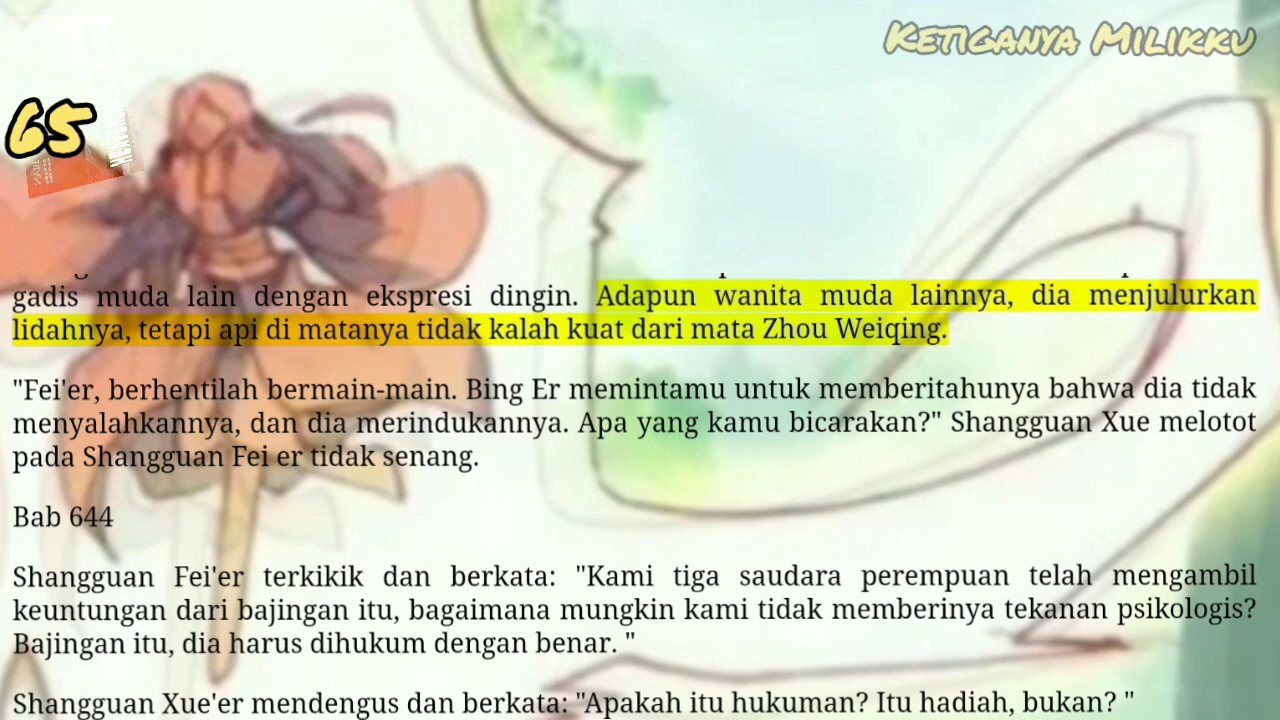 Ketiganya Milikku
65
gadis muda lain dengan ekspresi dingin. Adapun wanita muda lainnya, dia menjulurkan
lidahnya, tetapi api di matanya tidak kalah kuat dari mata Zhou Weiqing.
"Fei'er, berhentilah bermain-main. Bing Er memintamu untuk memberitahunya bahwa dia tidak
menyalahkannya, dan dia merindukannya. Apa yang kamu bicarakan?" Shangguan Xue melotot
pada Shangguan Fei er tidak senang.
Bab 644
Shangguan Fei'er terkikik dan berkata: "Kami tiga saudara perempuan telah mengambil
keuntungan dari bajingan itu, bagaimana mungkin kami tidak memberinya tekanan psikologis?
Bajingan itu, dia harus dihukum dengan benar. "
Shangguan Xue'er mendengus dan berkata: "Apakah itu hukuman? Itu hadiah, bukan? "